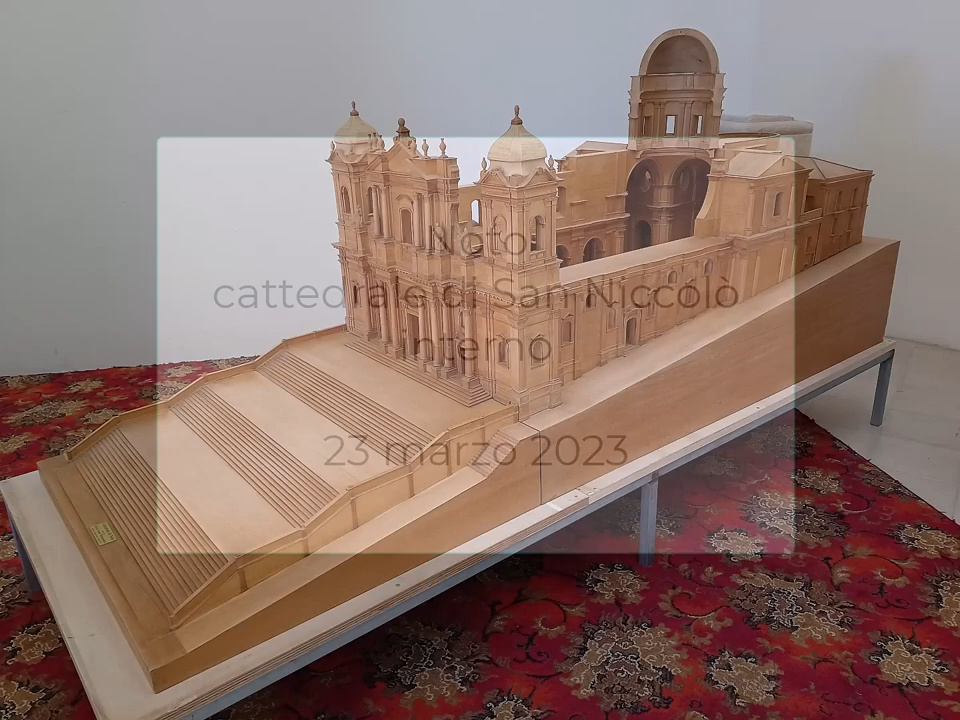 Noto
cattedrale di San Niccolò
interno
23 marzo 2023